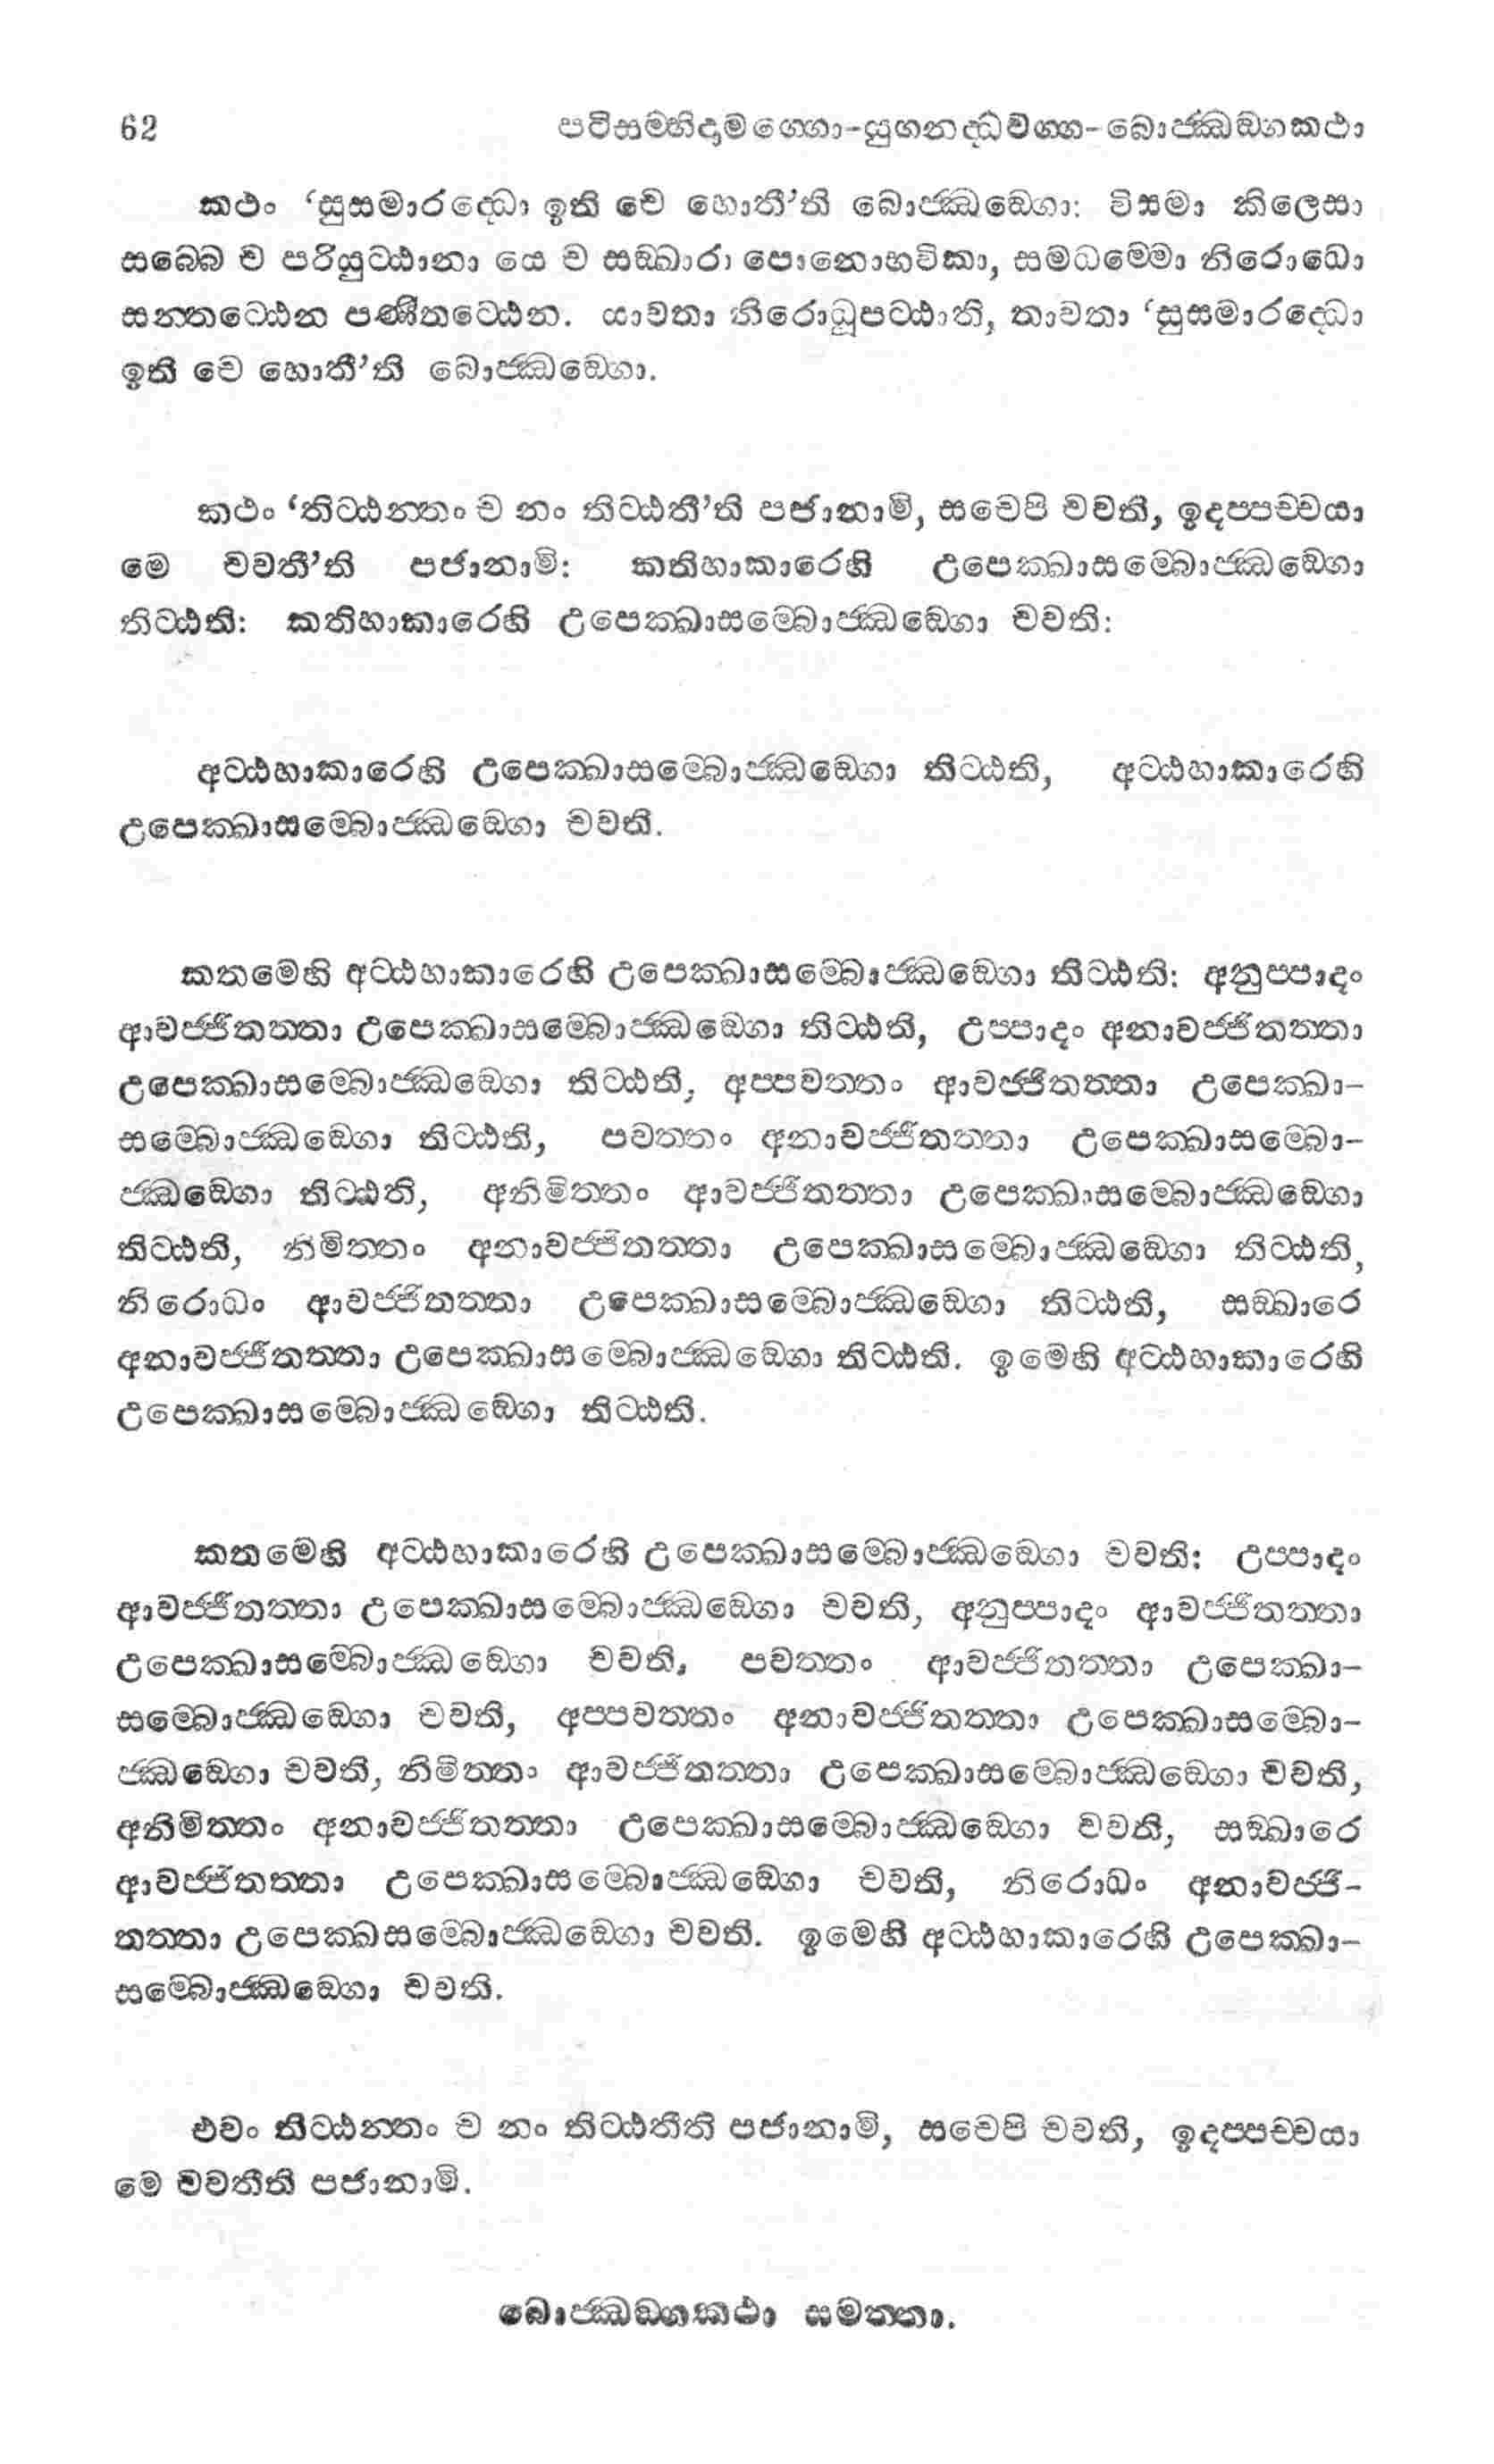 62 පටිසම්භිදාමග්ගො-යුගනද්ධවග්ග-බොජ්ඣඞ්ගකථා
කථං ‘සුසමාරද්ධො ඉති චෙ හොතී’ති බොජ්ඣඞ්ගො: විසමා කිලෙසා
සබ්බෙ ච පරියුට්ඨානා යෙ ච සඞ්ඛාරා පොනොභවිකා, සමධම්මො නිරොධො
සන්තට්ඨෙන පණීතට්ඨෙන. යාවතා නිරොධූපට්ඨාති, තාවතා ‘සුසමාරද්ධො
ඉති චෙ හොතී’ති බොජ්ඣඞ්ගො.
කථං ‘තිට්ඨන්තං ච නං තිට්ඨතී’ති පජානාමි, සචෙපි චවති, ඉදප්පච්චයා
මෙ චවතී’ති පජානාමි: කතිහාකාරෙහි උපෙක්ඛාසම්බොජ්ඣඞ්ගො
තිට්ඨති: කතිහාකාරෙහි උපෙක්ඛාසම්බොජ්ඣඞ්ගො චවති:
අට්ඨහාකාරෙහි උපෙක්ඛාසම්බොජ්ඣඞ්ගො තිට්ඨති, අට්ඨහාකාරෙහි
උපෙක්ඛාසම්බොජ්ඣඞ්ගො චවති.
කතමෙහි අට්ඨහාකාරෙහි උපෙක්ඛාසම්බොජ්ඣඞ්ගො තිට්ඨති: අනුප්පාදං
ආවජ්ජිතත්තා උපෙක්ඛාසම්බොජ්ඣඞ්ගො තිට්ඨති, උප්පාදං අනාවජ්ජිතත්තා
උපෙක්ඛාසම්බොජ්ඣඞ්ගො තිට්ඨති, අප්පවත්තං ආවජ්ජිතත්තා උපෙක්ඛා-
සම්බොජ්ඣඞ්ගො තිට්ඨති, පවත්තං අනාවජ්ජිතත්තා උපෙක්ඛාසම්බො-
ජ්ඣඞ්ගො තිට්ඨති, අනිමිත්තං ආවජ්ජිතත්තා උපෙක්ඛාසම්බොජ්ඣඞ්ගො
තිට්ඨති, නිමිත්තං අනාවජ්ජිතත්තා උපෙක්ඛාසම්බොජ්ඣඞ්ගො තිට්ඨති,
නිරොධං ආවජ්ජිතත්තා උපෙක්ඛාසම්බොජ්ඣඞ්ගො තිට්ඨති, සඞ්ඛාරෙ
අනාවජ්ජිතත්තා උපෙක්ඛාසම්බොජ්ඣඞ්ගො තිට්ඨති. ඉමෙහි අට්ඨහාකාරෙහි
උපෙක්ඛාසම්බොජ්ඣඞ්ගො තිට්ඨති.
කතමෙහි අට්ඨහාකාරෙහි උපෙක්ඛාසම්බොජ්ඣඞ්ගො චවති: උප්පාදං
ආවජ්ජිතත්තා උපෙක්ඛාසම්බොජ්ඣඞ්ගො චවති, අනුප්පාදං ආවජ්ජිතත්තා
උපෙක්ඛාසම්බොජ්ඣඞ්ගො චවති, පවත්තං ආවජ්ජිතත්තා උපෙක්ඛා-
සම්බොජ්ඣඞ්ගො චවති, අප්පවත්තං අනාවජ්ජිතත්තා උපෙක්ඛාසම්බො-
ජ්ඣඞ්ගො චවති, නිමිත්තං ආවජ්ජිතත්තා උපෙක්ඛාසම්බොජ්ඣඞ්ගො චවති,
අනිමිත්තං අනාවජ්ජිතත්තා උපෙක්ඛාසම්බොජ්ඣඞ්ගො චවති, සඞ්ඛාරෙ
ආවජ්ජිතත්තා උපෙක්ඛාසම්බොජ්ඣඞ්ගො චවති, නිරොධං අනාවජ්ජි-
තත්තා උපෙක්ඛසම්බොජ්ඣඞ්ගො චවති. ඉමෙහි අට්ඨහාකාරෙහි උපෙක්ඛා-
සම්බොජ්ඣඞ්ගො චවති.
එවං තිට්ඨන්තං ච නං තිට්ඨතීති පජානාමි, සචෙපි චවති, ඉදප්පච්චයා
මෙ චවතීති පජානාමි.
බොජ්ඣඞ්ගකථා සමත්තා.